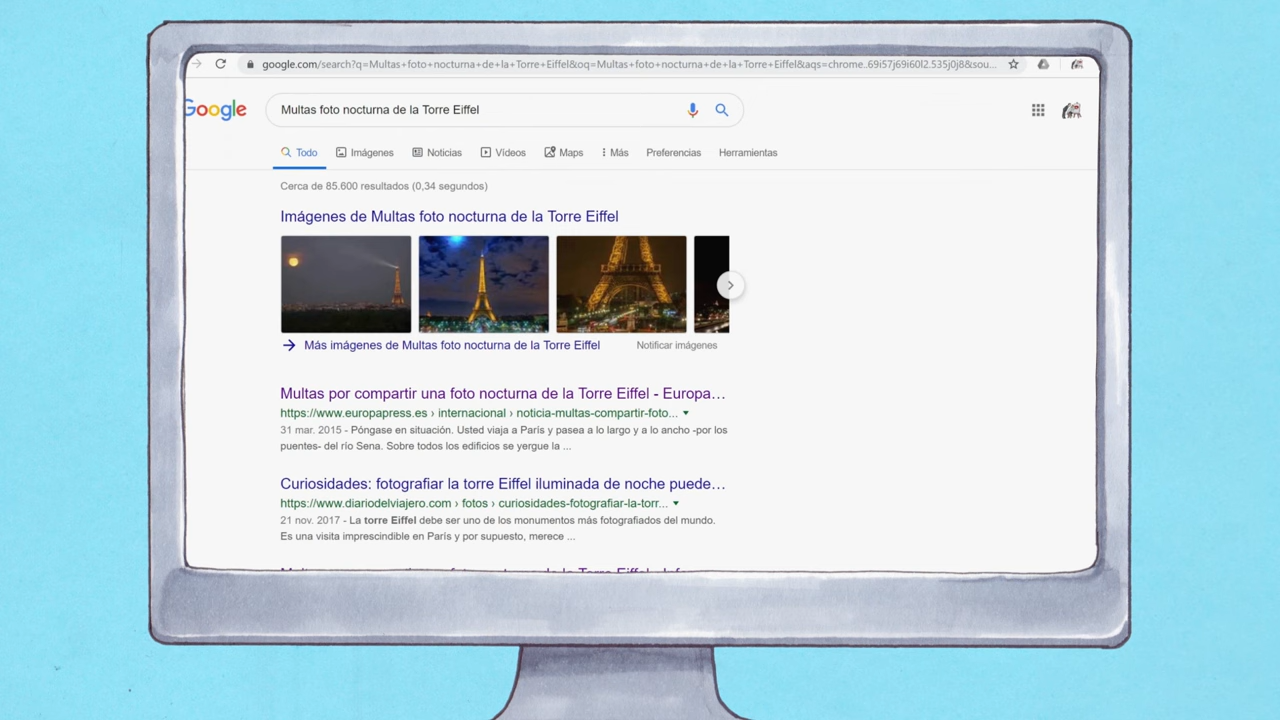 google.com/search?q=Multas+foto+nocturna+de+la+Torre+Eiffel&oq=Multas+foto+nocturna+de+la+Torre+Eiffel&aqs=chrome..69i57j69i60l2.535j0j8&sou...
Google
Multas foto nocturna de la Torre Eiffel
Todo Imágenes Noticias Vídeos Maps Más Preferencias Herramientas
Cerca de 85.600 resultados (0,34 segundos)
Imágenes de Multas foto nocturna de la Torre Eiffel
Más imágenes de Multas foto nocturna de la Torre Eiffel Notificar imágenes
Multas por compartir una foto nocturna de la Torre Eiffel - Europa...
https://www.europapress.es › internacional › noticia-multas-compartir-foto...
31 mar. 2015 - Póngase en situación. Usted viaja a París y pasea a lo largo y a lo ancho -por los
puentes- del río Sena. Sobre todos los edificios se yergue la ...
Curiosidades: fotografiar la torre Eiffel iluminada de noche puede...
https://www.diariodelviajero.com › fotos › curiosidades-fotografiar-la-torr...
21 nov. 2017 - La torre Eiffel debe ser uno de los monumentos más fotografiados del mundo.
Es una visita imprescindible en París y por supuesto, merece ...